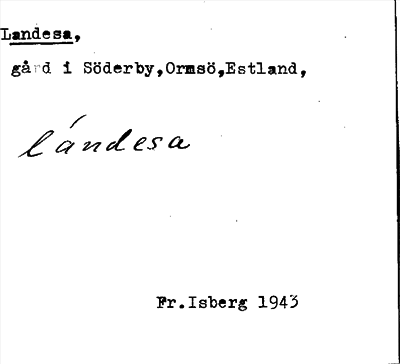 Landesa,
gård i Söderby,Ormsö,Estland,
lándesa
Fr.Isberg 1943